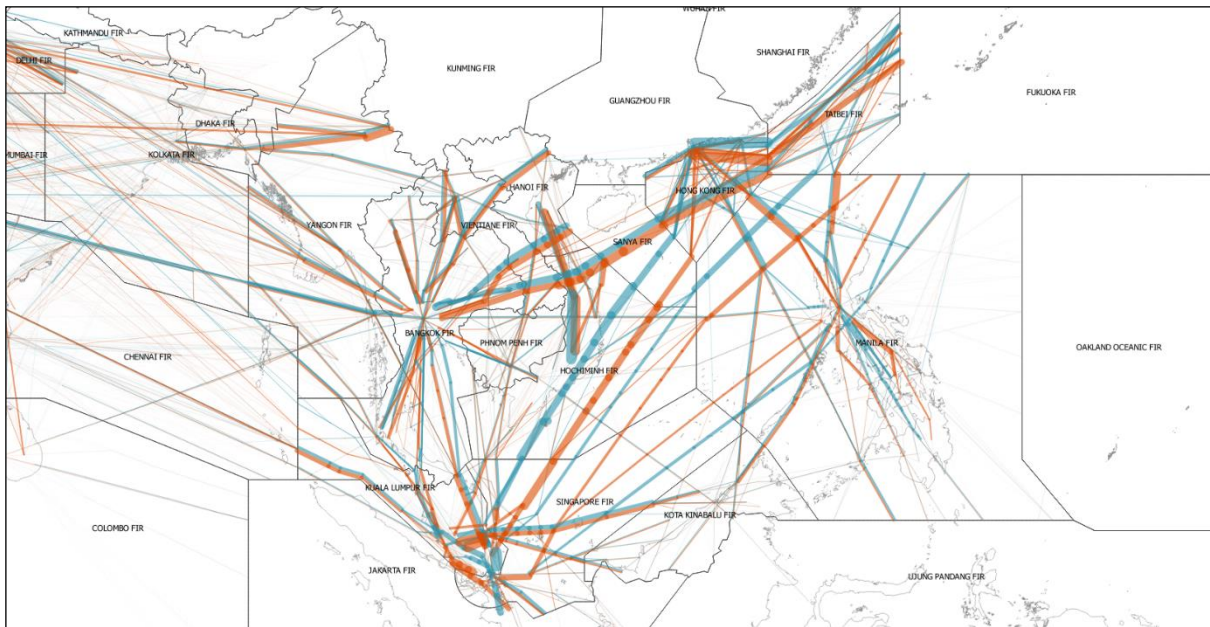 WUHAN FIR
KATHMANDU FIR
SHANGHAI FIR
DELHI FIR
KUNMING FIR
FUKUOKA FIR
GUANGZHOU FIR
TAIBEI FIR
DHAKA FIR
MUMBAI FIR
KOLKATA FIR
HANOI FIR
HONG KONG FIR
YANGON FIR
VIENTIANE FIR
SANYA FIR
BANGKOK FIR
PHNOM PENH FIR
MANILA FIR
OAKLAND OCEANIC FIR
CHENNAI FIR
HOCHIMINH FIR
KUALA LUMPUR FIR
SINGAPORE FIR
KOTA KINABALU FIR
COLOMBO FIR
JAKARTA FIR
UJUNG PANDANG FIR